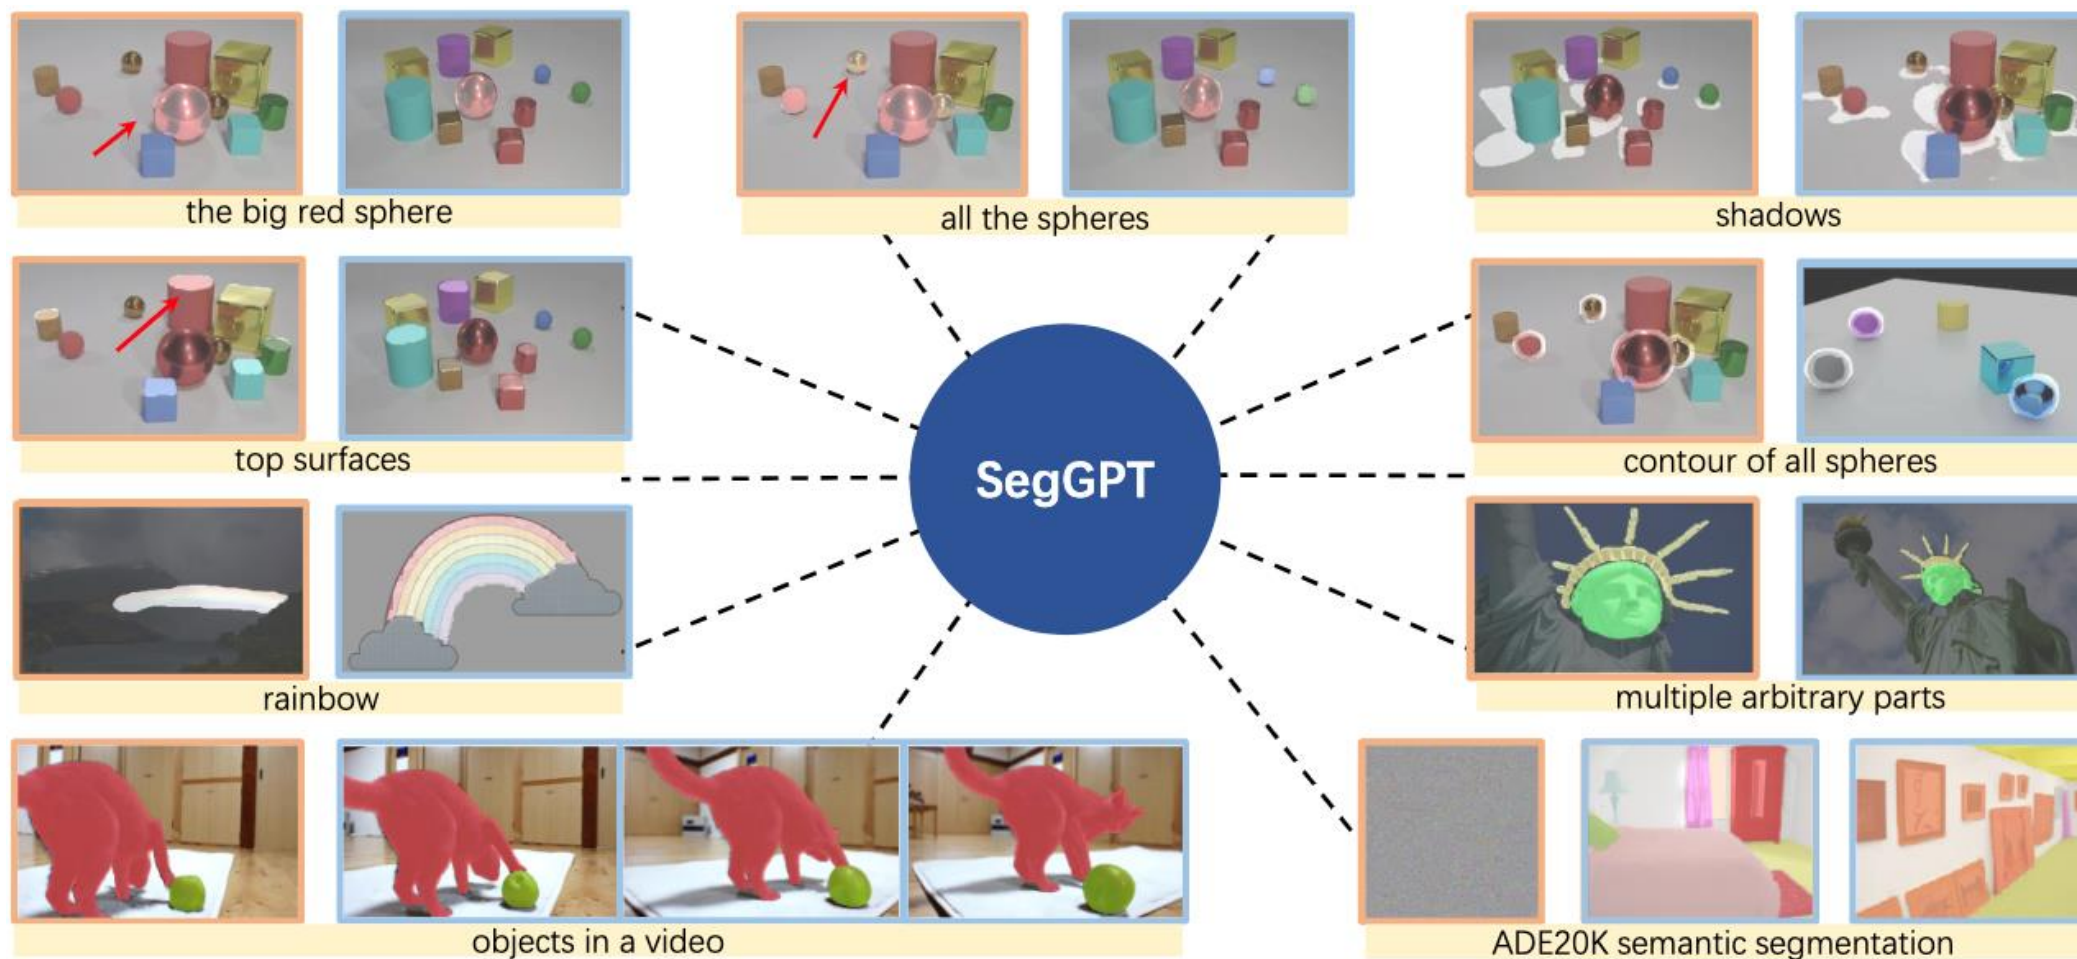 the big red sphere
all the spheres
shadows
top surfaces
SegGPT
contour of all spheres
rainbow
multiple arbitrary parts
objects in a video
ADE20K semantic segmentation